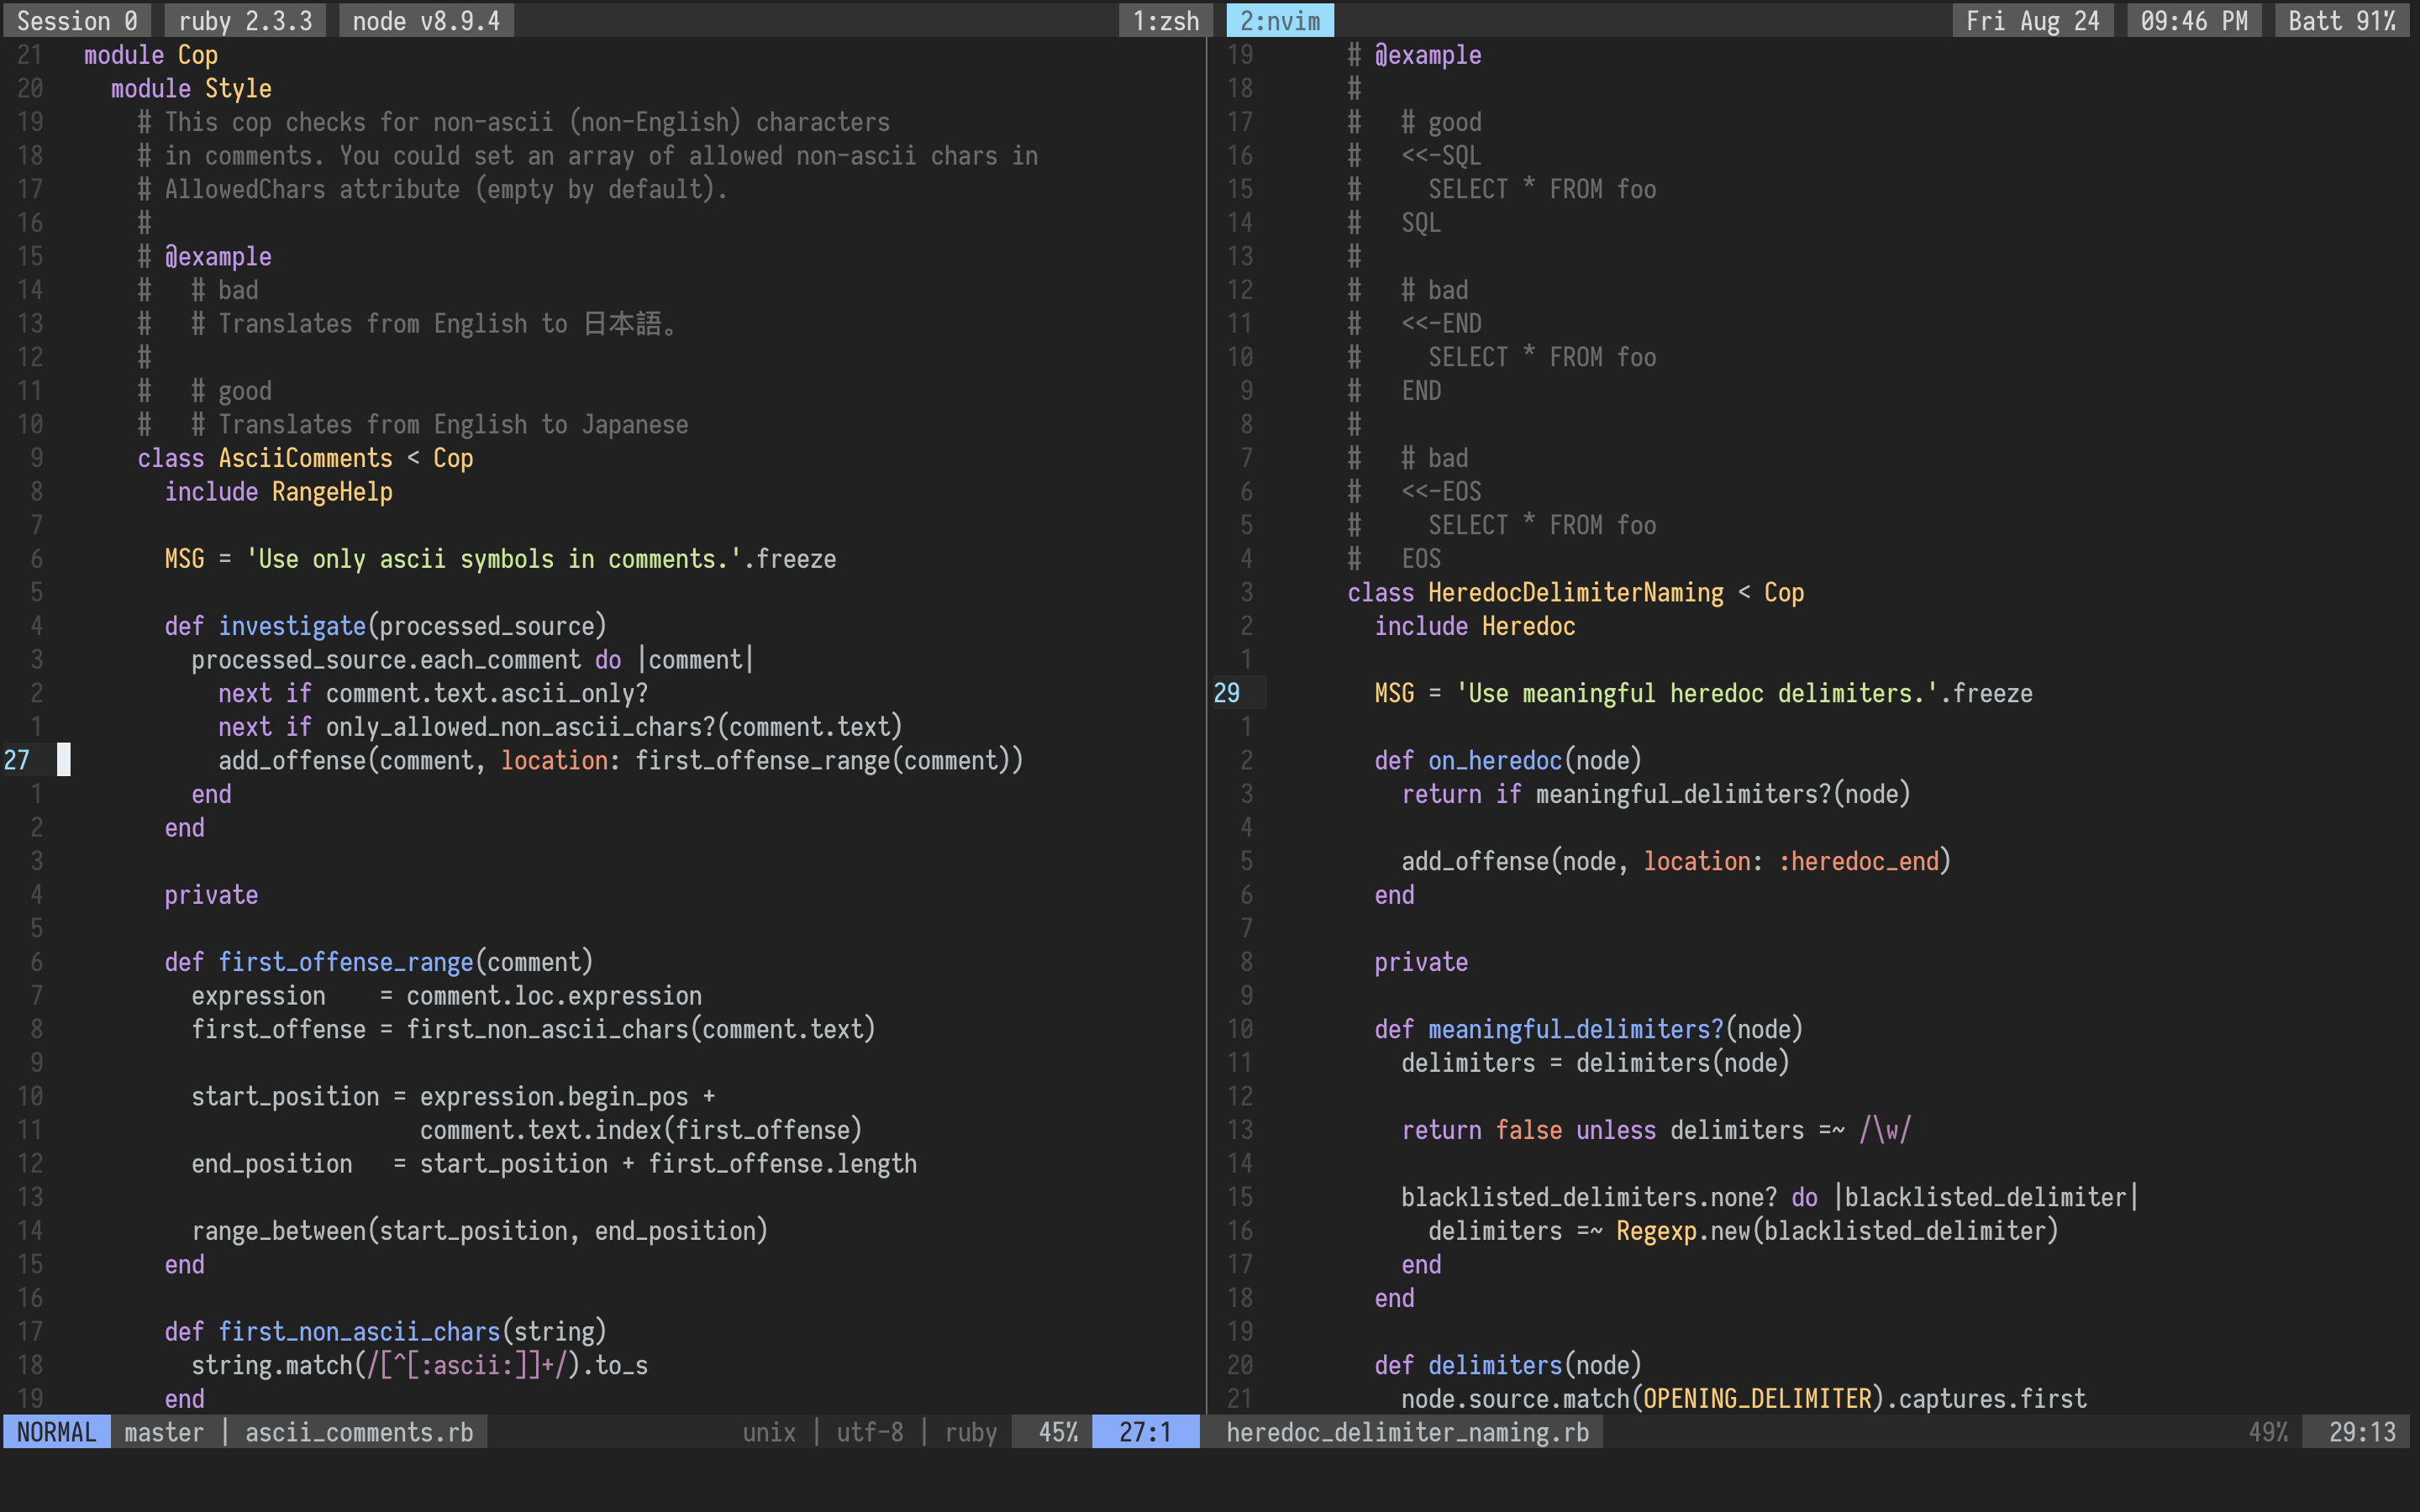 Session 0 ruby 2.3.3 node v8.9.4 1:zsh 2:nvim Fri Aug 24 09:46 PM Batt 91%
21 module Cop
20 module Style
19 # This cop checks for non-ascii (non-English) characters
18 # in comments. You could set an array of allowed non-ascii chars in
17 # AllowedChars attribute (empty by default).
16 #
15 # @example
14 #   # bad
13 #   # Translates from English to 日本語。
12 #
11 #   # good
10 #   # Translates from English to Japanese
9 class AsciiComments < Cop
8 include RangeHelp
7
6 MSG = 'Use only ascii symbols in comments.'.freeze
5
4 def investigate(processed_source)
3 processed_source.each_comment do |comment|
2 next if comment.text.ascii_only?
1 next if only_allowed_non_ascii_chars?(comment.text)
27 add_offense(comment, location: first_offense_range(comment))
1 end
2 end
3
4 private
5
6 def first_offense_range(comment)
7 expression    = comment.loc.expression
8 first_offense = first_non_ascii_chars(comment.text)
9
10 start_position = expression.begin_pos +
11 comment.text.index(first_offense)
12 end_position   = start_position + first_offense.length
13
14 range_between(start_position, end_position)
15 end
16
17 def first_non_ascii_chars(string)
18 string.match(/[^[:ascii:]]+/).to_s
19 end
NORMAL master | ascii_comments.rb unix | utf-8 | ruby 45% 27:1
19 # @example
18 #
17 #   # good
16 #   <<-SQL
15 #     SELECT * FROM foo
14 #   SQL
13 #
12 #   # bad
11 #   <<-END
10 #     SELECT * FROM foo
9 #   END
8 #
7 #   # bad
6 #   <<-EOS
5 #     SELECT * FROM foo
4 #   EOS
3 class HeredocDelimiterNaming < Cop
2 include Heredoc
1
29 MSG = 'Use meaningful heredoc delimiters.'.freeze
1
2 def on_heredoc(node)
3 return if meaningful_delimiters?(node)
4
5 add_offense(node, location: :heredoc_end)
6 end
7
8 private
9
10 def meaningful_delimiters?(node)
11 delimiters = delimiters(node)
12
13 return false unless delimiters =~ /\w/
14
15 blacklisted_delimiters.none? do |blacklisted_delimiter|
16 delimiters =~ Regexp.new(blacklisted_delimiter)
17 end
18 end
19
20 def delimiters(node)
21 node.source.match(OPENING_DELIMITER).captures.first
heredoc_delimiter_naming.rb 49% 29:13